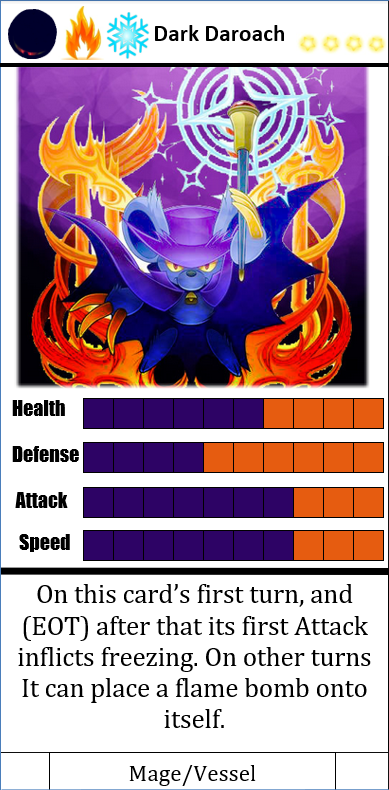 Dark Daroach
Health
Defense
Attack
Speed
On this card's first turn, and
(EOT) after that its first Attack
inflicts freezing. On other turns
It can place a flame bomb onto
itself.
Mage/Vessel